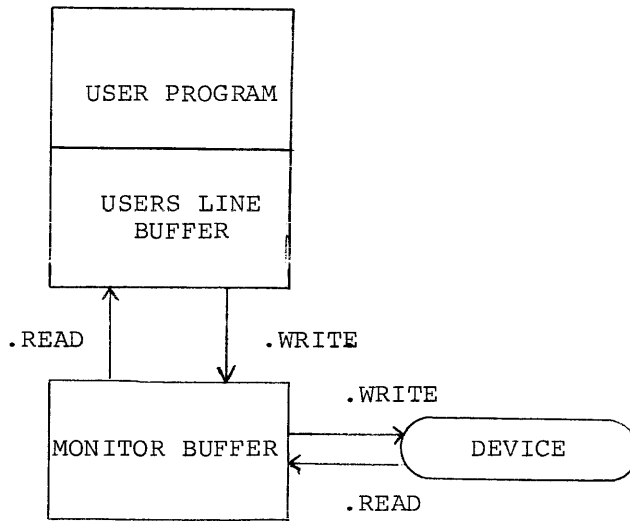 USER PROGRAM
USERS LINE
BUFFER
.READ
.WRITE
.WRITE
MONITOR BUFFER
DEVICE
.READ